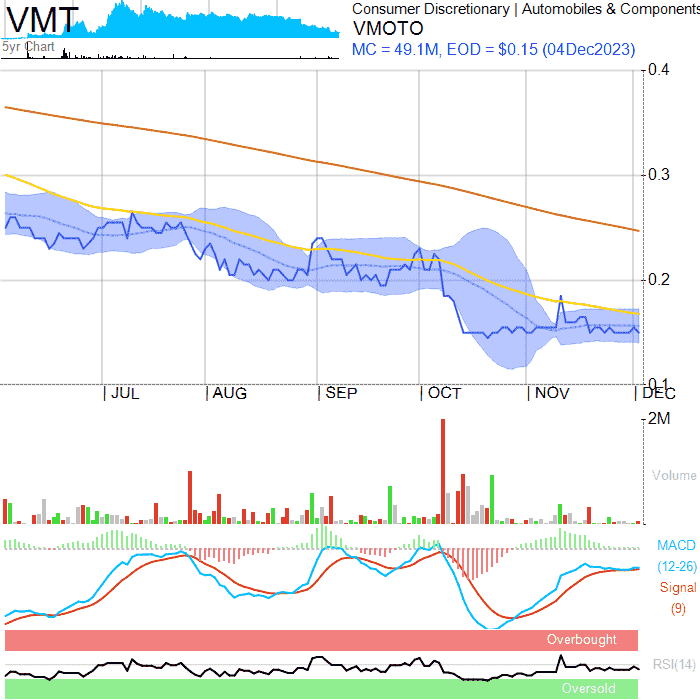 VMT
5yr Chart
Consumer Discretionary | Automobiles & Components
VMOTO
MC = 49.1M, EOD = $0.15 (04Dec2023)
0.4
0.3
0.2
0.1
| JUL | AUG | SEP | OCT | NOV | DEC
2M
Volume
MACD
(12-26)
Signal
(9)
Overbought
RSI(14)
Oversold